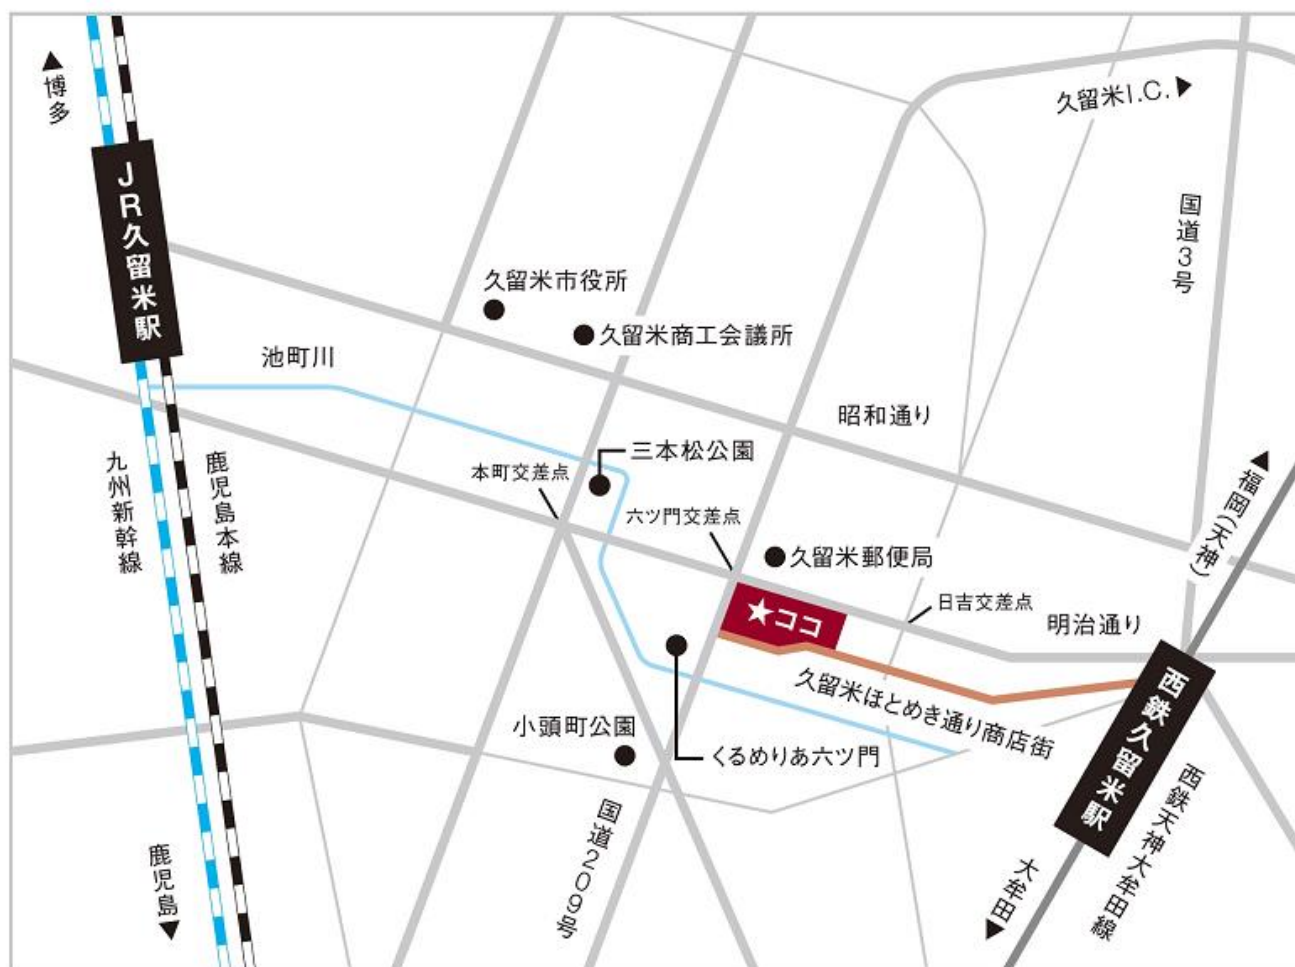 ▲博多
久留米I.C.▶
JR久留米駅
国道3号
久留米市役所
久留米商工会議所
池町川
昭和通り
三本松公園
本町交差点
九州新幹線
鹿児島本線
六ツ門交差点
▲福岡(天神)
久留米郵便局
日吉交差点
★ココ
明治通り
久留米ほとめき通り商店街
西鉄久留米駅
小頭町公園
くるめりあ六ツ門
国道209号
西鉄天神大牟田線
鹿児島▼
大牟田▼